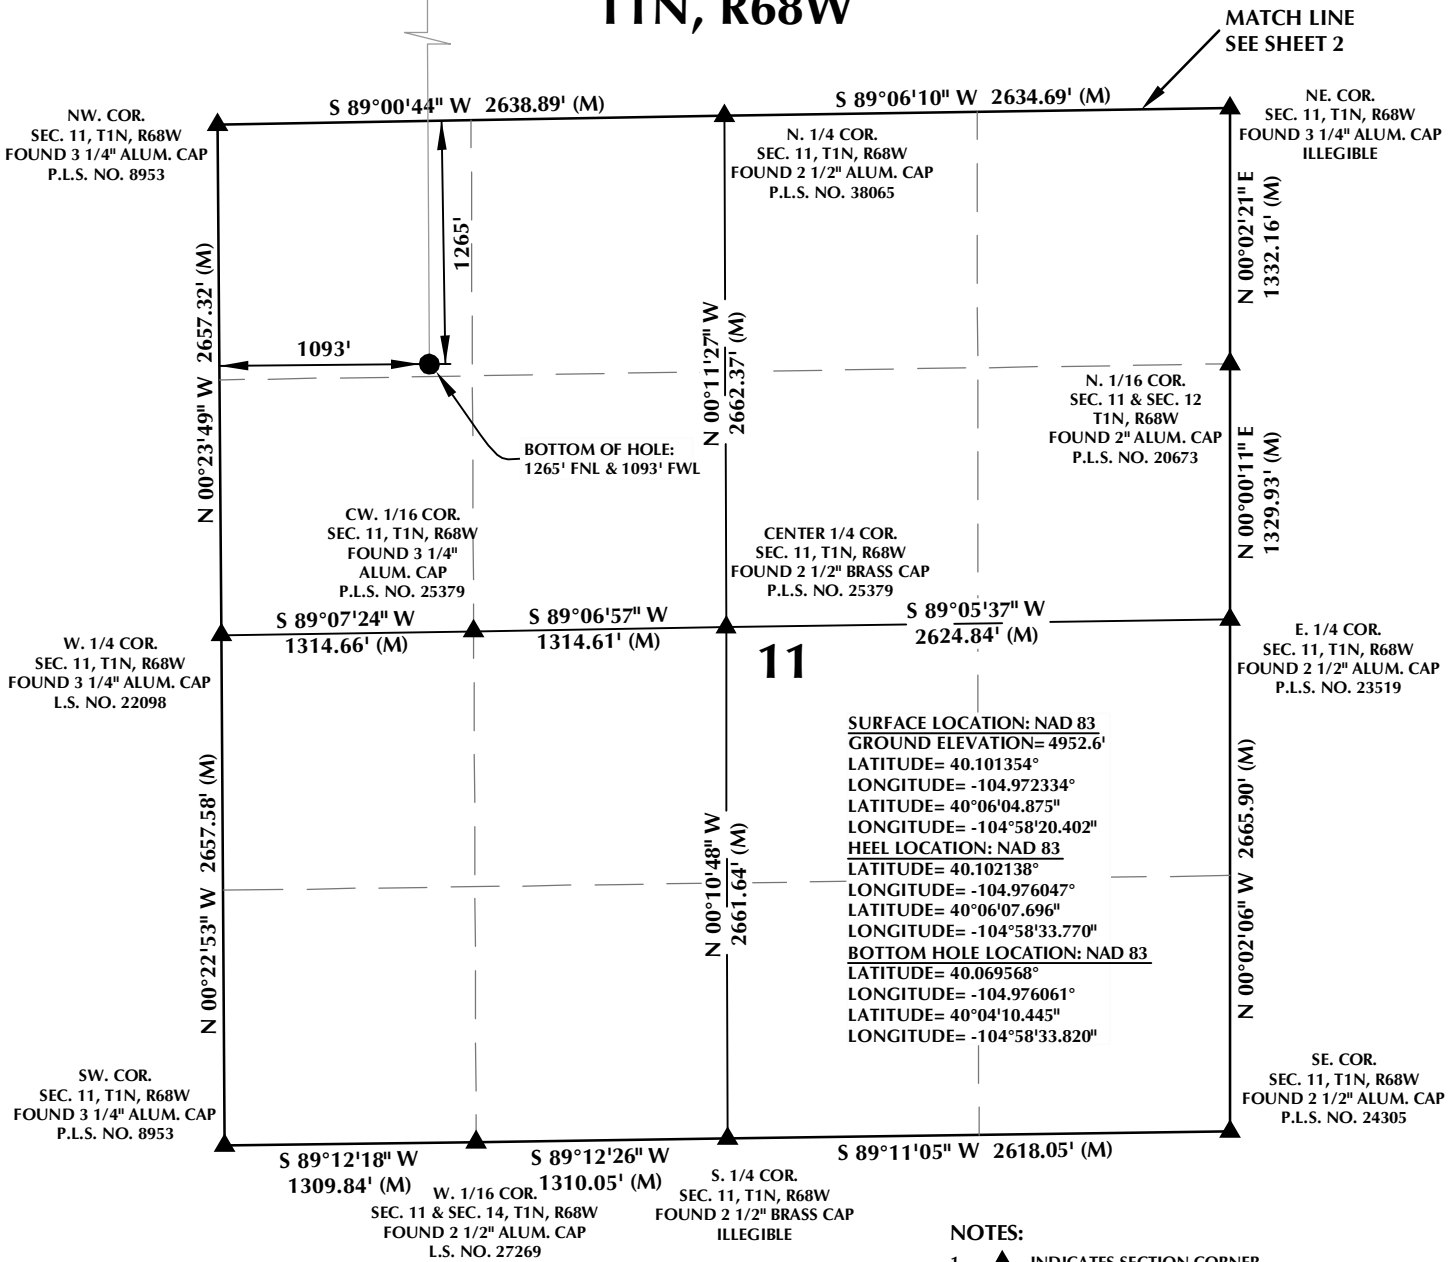 T1N, R68W
MATCH LINE
SEE SHEET 2
S 89°00'44" W 2638.89' (M)
S 89°06'10" W 2634.69' (M)
NW. COR.
SEC. 11, T1N, R68W
FOUND 3 1/4" ALUM. CAP
P.L.S. NO. 8953
N. 1/4 COR.
SEC. 11, T1N, R68W
FOUND 2 1/2" ALUM. CAP
P.L.S. NO. 38065
NE. COR.
SEC. 11, T1N, R68W
FOUND 3 1/4" ALUM. CAP
ILLEGIBLE
N 00°02'21" E
1332.16' (M)
1265'
1093'
N 00°23'49" W 2657.32' (M)
N 00°11'27" W
2662.37' (M)
BOTTOM OF HOLE:
1265' FNL & 1093' FWL
N. 1/16 COR.
SEC. 11 & SEC. 12
T1N, R68W
FOUND 2" ALUM. CAP
P.L.S. NO. 20673
N 00°00'11" E
1329.93' (M)
CW. 1/16 COR.
SEC. 11, T1N, R68W
FOUND 3 1/4"
ALUM. CAP
P.L.S. NO. 25379
CENTER 1/4 COR.
SEC. 11, T1N, R68W
FOUND 2 1/2" BRASS CAP
P.L.S. NO. 25379
S 89°07'24" W
1314.66' (M)
S 89°06'57" W
1314.61' (M)
S 89°05'37" W
2624.84' (M)
W. 1/4 COR.
SEC. 11, T1N, R68W
FOUND 3 1/4" ALUM. CAP
L.S. NO. 22098
11
E. 1/4 COR.
SEC. 11, T1N, R68W
FOUND 2 1/2" ALUM. CAP
P.L.S. NO. 23519
SURFACE LOCATION: NAD 83
GROUND ELEVATION= 4952.6'
LATITUDE= 40.101354°
LONGITUDE= -104.972334°
LATITUDE= 40°06'04.875"
LONGITUDE= -104°58'20.402"
HEEL LOCATION: NAD 83
LATITUDE= 40.102138°
LONGITUDE= -104.976047°
LATITUDE= 40°06'07.696"
LONGITUDE= -104°58'33.770"
BOTTOM HOLE LOCATION: NAD 83
LATITUDE= 40.069568°
LONGITUDE= -104.976061°
LATITUDE= 40°04'10.445"
LONGITUDE= -104°58'33.820"
N 00°22'53" W 2657.58' (M)
N 00°10'48" W
2661.64' (M)
N 00°02'06" W 2665.90' (M)
SW. COR.
SEC. 11, T1N, R68W
FOUND 3 1/4" ALUM. CAP
P.L.S. NO. 8953
SE. COR.
SEC. 11, T1N, R68W
FOUND 2 1/2" ALUM. CAP
P.L.S. NO. 24305
S 89°12'18" W
1309.84' (M)
S 89°12'26" W
1310.05' (M)
S 89°11'05" W 2618.05' (M)
W. 1/16 COR.
SEC. 11 & SEC. 14, T1N, R68W
FOUND 2 1/2" ALUM. CAP
L.S. NO. 27269
S. 1/4 COR.
SEC. 11, T1N, R68W
FOUND 2 1/2" BRASS CAP
ILLEGIBLE
NOTES:
1. INDICATES SECTION CORNER